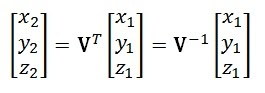 [x₂ y₂ z₂] = Vᵀ [x₁ y₁ z₁] = V⁻¹ [x₁ y₁ z₁]